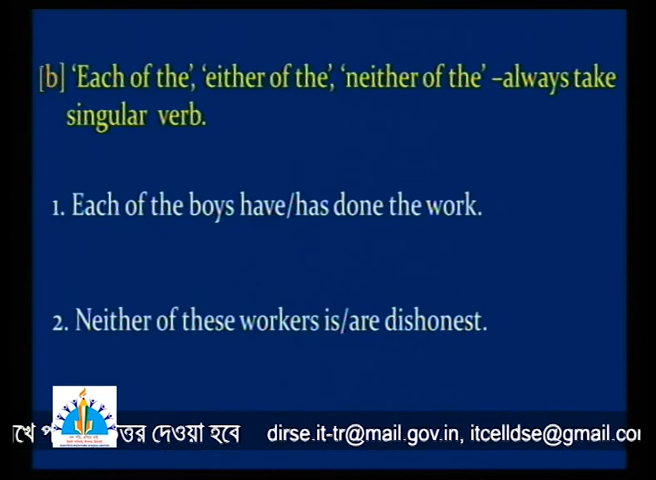 [b] ‘Each of the’, ‘either of the’, ‘neither of the’ –always take
singular verb.
1. Each of the boys have/has done the work.
2. Neither of these workers is/are dishonest.
দেওয়া হবে dirse.it-tr@mail.gov.in, itcelldse@gmail.co